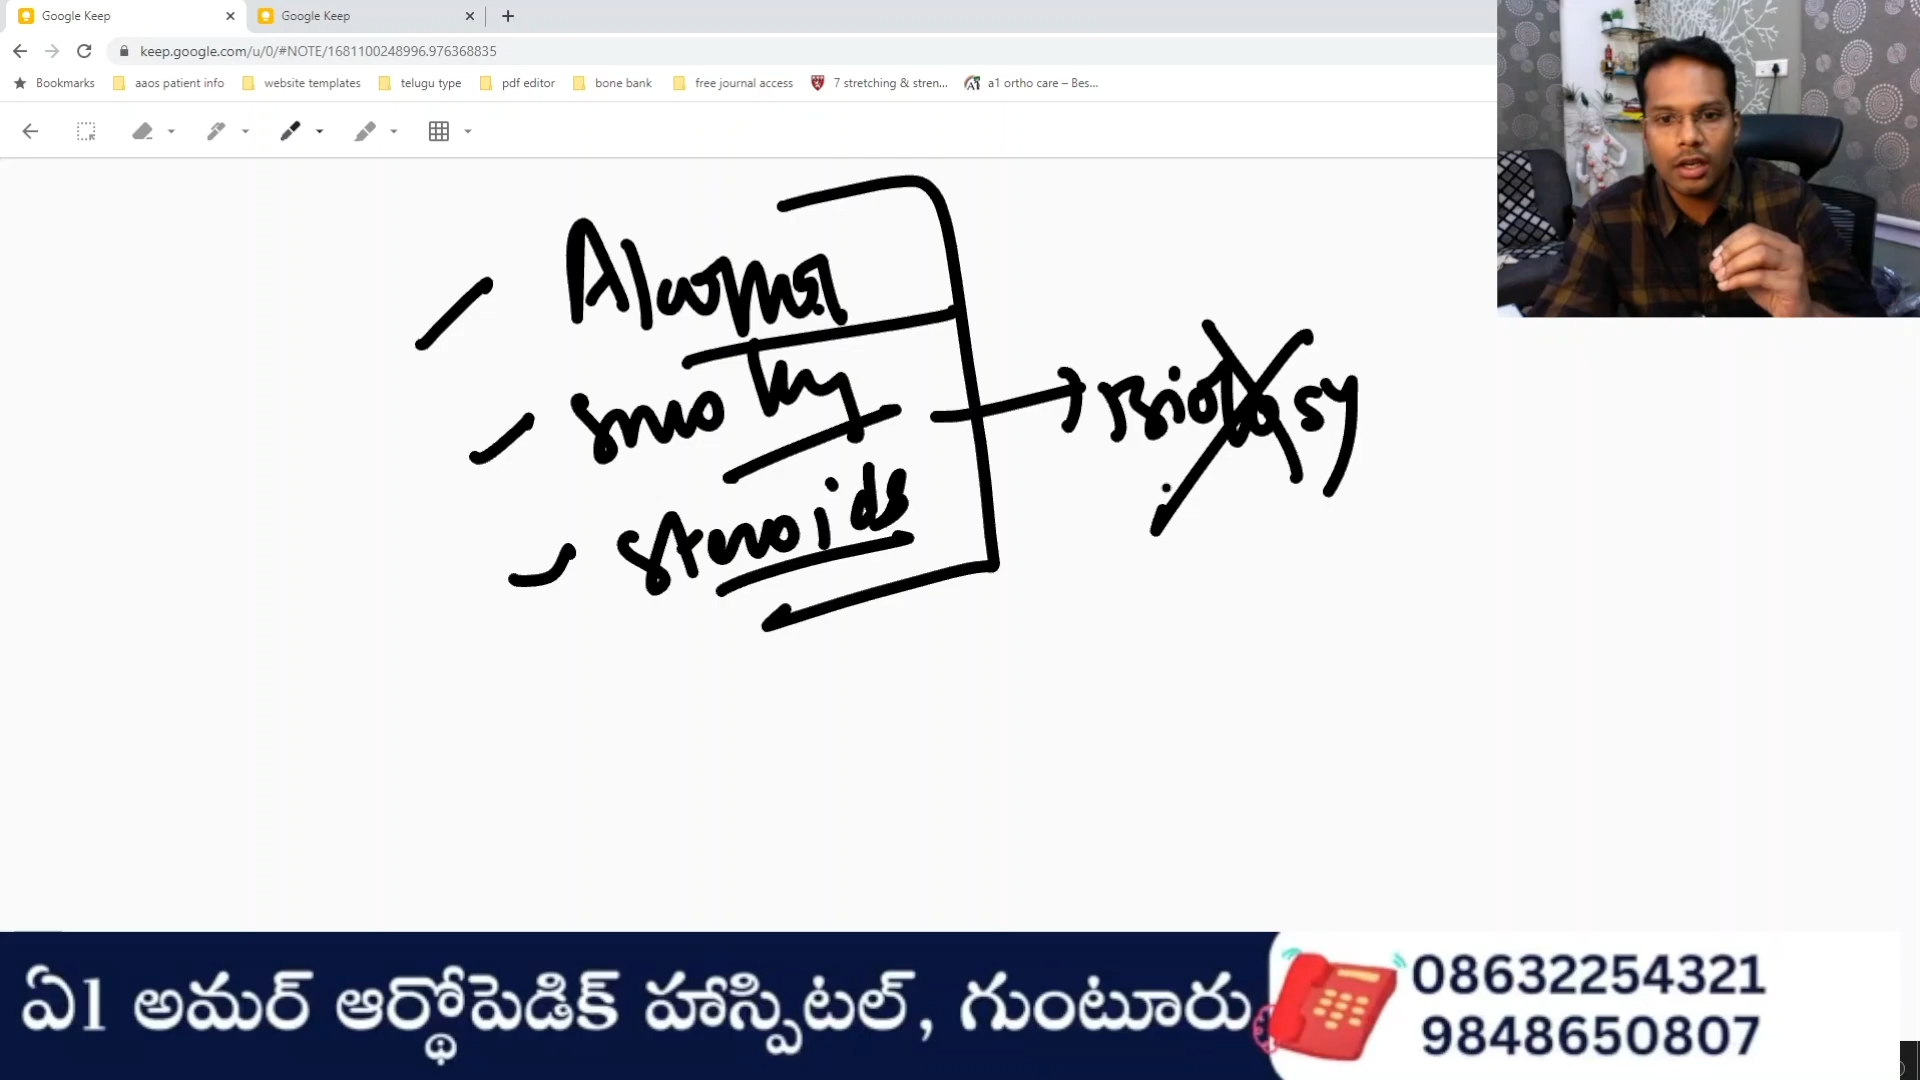 Google Keep
Google Keep
keep.google.com/u/0/#NOTE/1681100248996.976368835
Bookmarks aaos patient info website templates telugu type pdf editor bone bank free journal access 7 stretching & stren... a1 ortho care – Bes...
Alcohol
Smoking
Steroids
Biology
ఏ1 అమర్ ఆర్థోపెడిక్ హాస్పిటల్, గుంటూరు
08632254321
9848650807